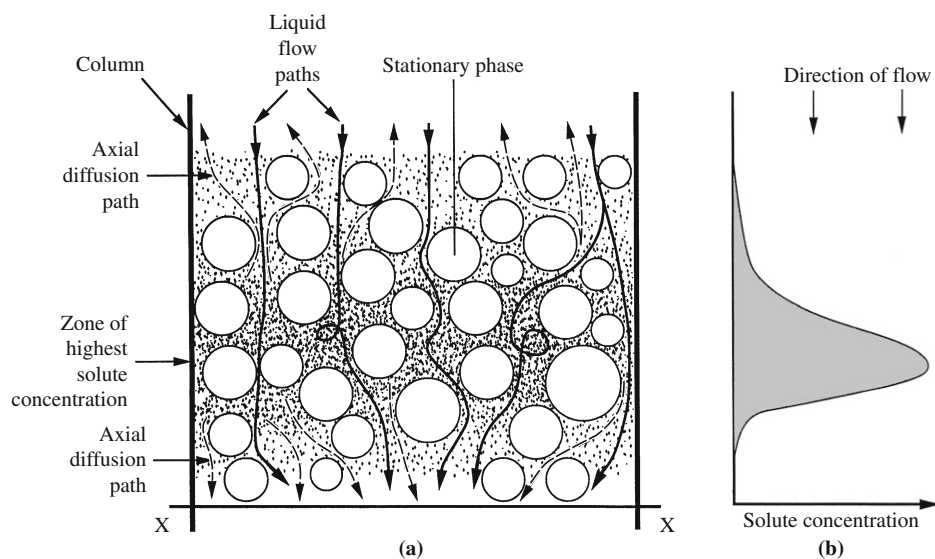 Liquid
flow
paths
Column
Stationary phase
Direction of flow
Axial
diffusion
path
Zone of
highest
solute
concentration
Axial
diffusion
path
X
X
Solute concentration
(a)
(b)